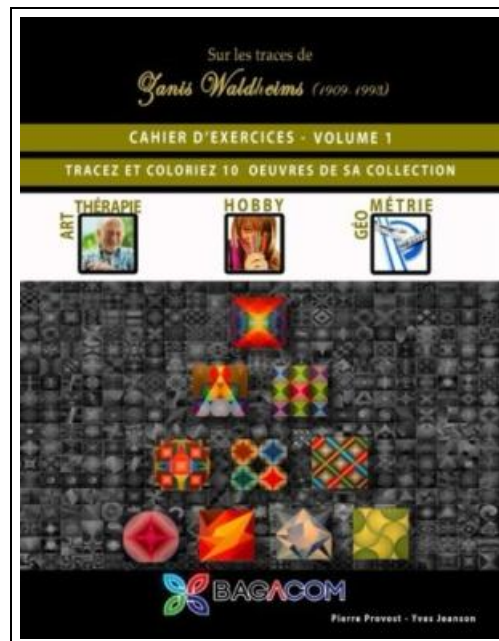 Sur les traces de
Zanis Waldheims (1909-1993)
CAHIER D'EXERCICES - VOLUME 1
TRACEZ ET COLORIEZ 10 OEUVRES DE SA COLLECTION
ART THÉRAPIE
HOBBY
GÉO MÉTRIE
BAGACOM
Pierre Provost - Yves Jeanson